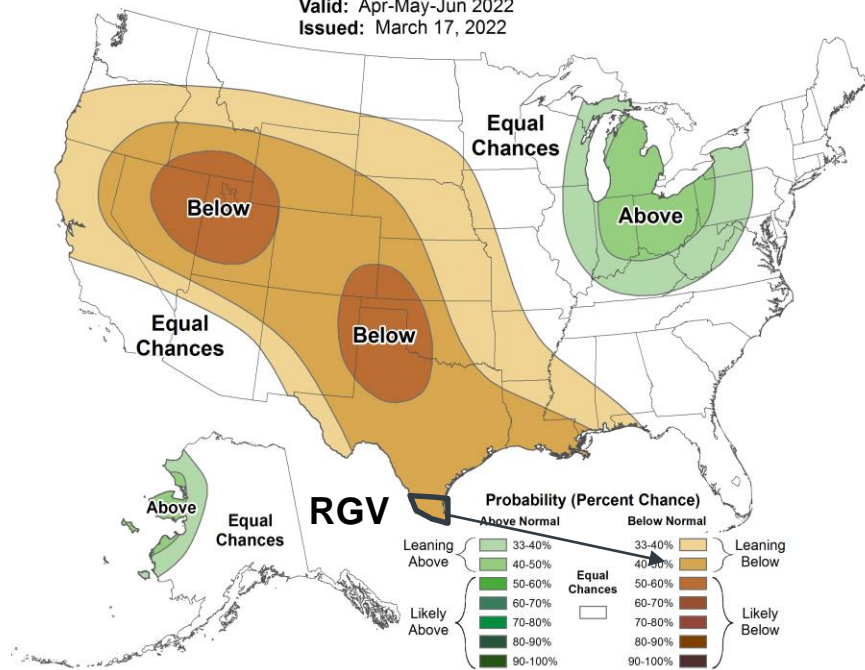 Valid: Apr-May-Jun 2022
Issued: March 17, 2022
Equal
Chances
Below
Above
Below
Equal
Chances
Above
Equal
Chances
RGV
Probability (Percent Chance)
Above Normal
Below Normal
Leaning
Above
33-40%
40-50%
Likely
Above
50-60%
60-70%
70-80%
80-90%
90-100%
Equal
Chances
33-40%
40-50%
Leaning
Below
50-60%
60-70%
70-80%
80-90%
90-100%
Likely
Below